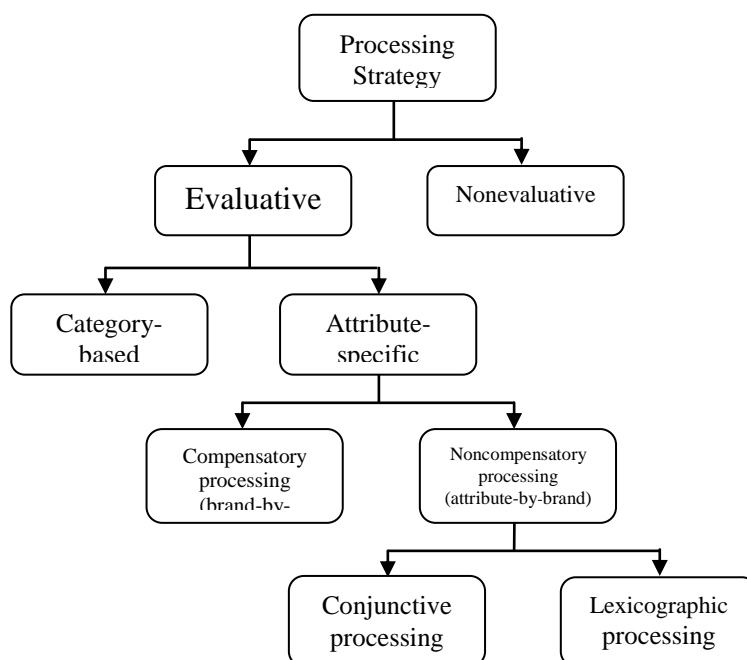 Processing
Strategy
Evaluative
Nonevaluative
Category-
based
Attribute-
specific
Compensatory
processing
(brand-by-
Noncompensatory
processing
(attribute-by-brand)
Conjunctive
processing
Lexicographic
processing